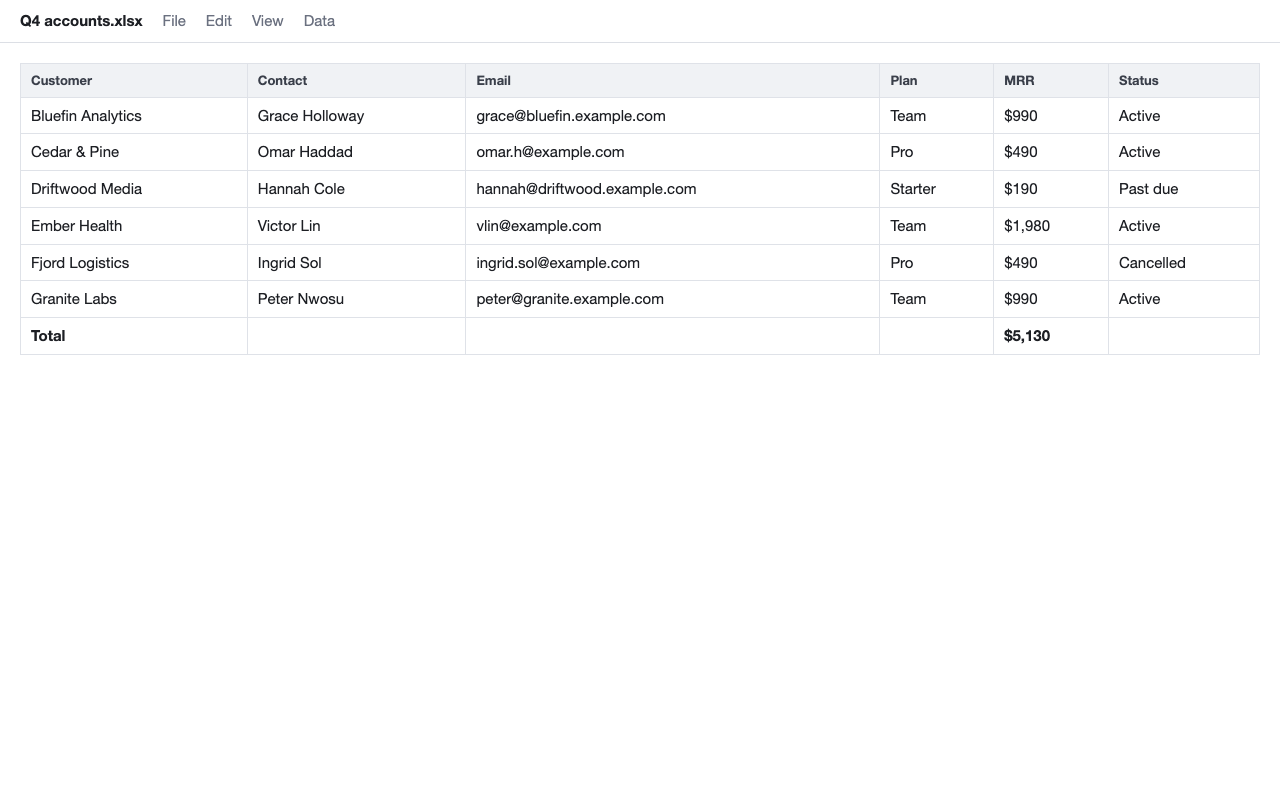 Q4 accounts.xlsx File Edit View Data
Customer Contact Email Plan MRR Status
Bluefin Analytics Grace Holloway grace@bluefin.example.com Team $990 Active
Cedar & Pine Omar Haddad omar.h@example.com Pro $490 Active
Driftwood Media Hannah Cole hannah@driftwood.example.com Starter $190 Past due
Ember Health Victor Lin vlin@example.com Team $1,980 Active
Fjord Logistics Ingrid Sol ingrid.sol@example.com Pro $490 Cancelled
Granite Labs Peter Nwosu peter@granite.example.com Team $990 Active
Total $5,130